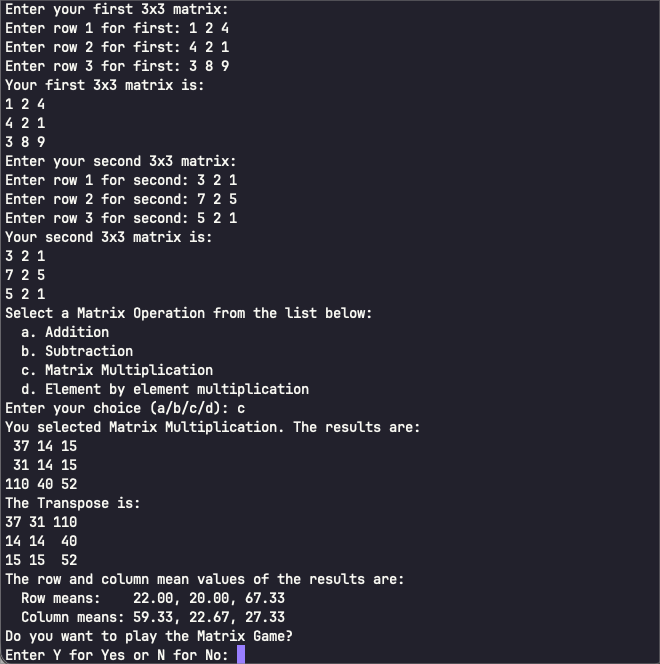 Enter your first 3x3 matrix:
Enter row 1 for first: 1 2 4
Enter row 2 for first: 4 2 1
Enter row 3 for first: 3 8 9
Your first 3x3 matrix is:
1 2 4
4 2 1
3 8 9
Enter your second 3x3 matrix:
Enter row 1 for second: 3 2 1
Enter row 2 for second: 7 2 5
Enter row 3 for second: 5 2 1
Your second 3x3 matrix is:
3 2 1
7 2 5
5 2 1
Select a Matrix Operation from the list below:
  a. Addition
  b. Subtraction
  c. Matrix Multiplication
  d. Element by element multiplication
Enter your choice (a/b/c/d): c
You selected Matrix Multiplication. The results are:
 37 14 15
 31 14 15
110 40 52
The Transpose is:
37 31 110
14 14  40
15 15  52
The row and column mean values of the results are:
  Row means:    22.00, 20.00, 67.33
  Column means: 59.33, 22.67, 27.33
Do you want to play the Matrix Game?
Enter Y for Yes or N for No: